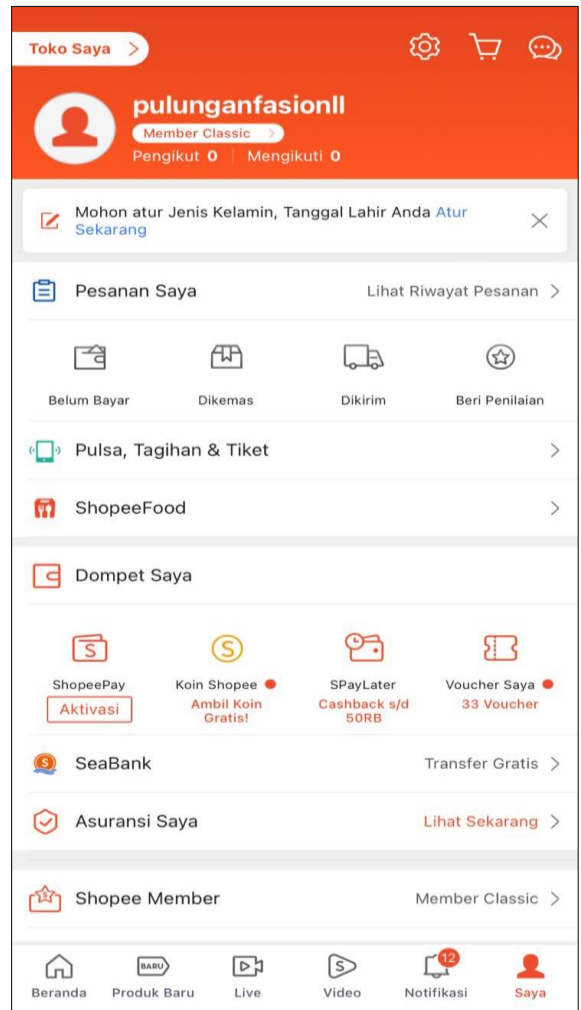 Toko Saya
pulunganfasionll
Member Classic
Pengikut 0 Mengikuti 0
Mohon atur Jenis Kelamin, Tanggal Lahir Anda Atur
Sekarang
Pesanan Saya Lihat Riwayat Pesanan
Belum Bayar Dikemas Dikirim Beri Penilaian
Pulsa, Tagihan & Tiket
ShopeeFood
Dompet Saya
ShopeePay Koin Shopee SPayLater Voucher Saya
Aktivasi Ambil Koin Cashback s/d 33 Voucher
Gratis! 50RB
SeaBank Transfer Gratis
Asuransi Saya Lihat Sekarang
Shopee Member Member Classic
BARU
12
Beranda Produk Baru Live Video Notifikasi Saya